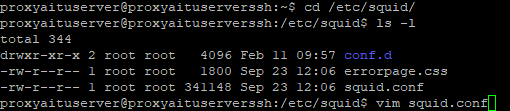 proxyaituserver@proxyaituserverssh:~$ cd /etc/squid/
proxyaituserver@proxyaituserverssh:/etc/squid$ ls -l
total 344
drwxr-xr-x 2 root root   4096 Feb 11 09:57 conf.d
-rw-r--r-- 1 root root   1800 Sep 23 12:06 errorpage.css
-rw-r--r-- 1 root root 341148 Sep 23 12:06 squid.conf
proxyaituserver@proxyaituserverssh:/etc/squid$ vim squid.conf